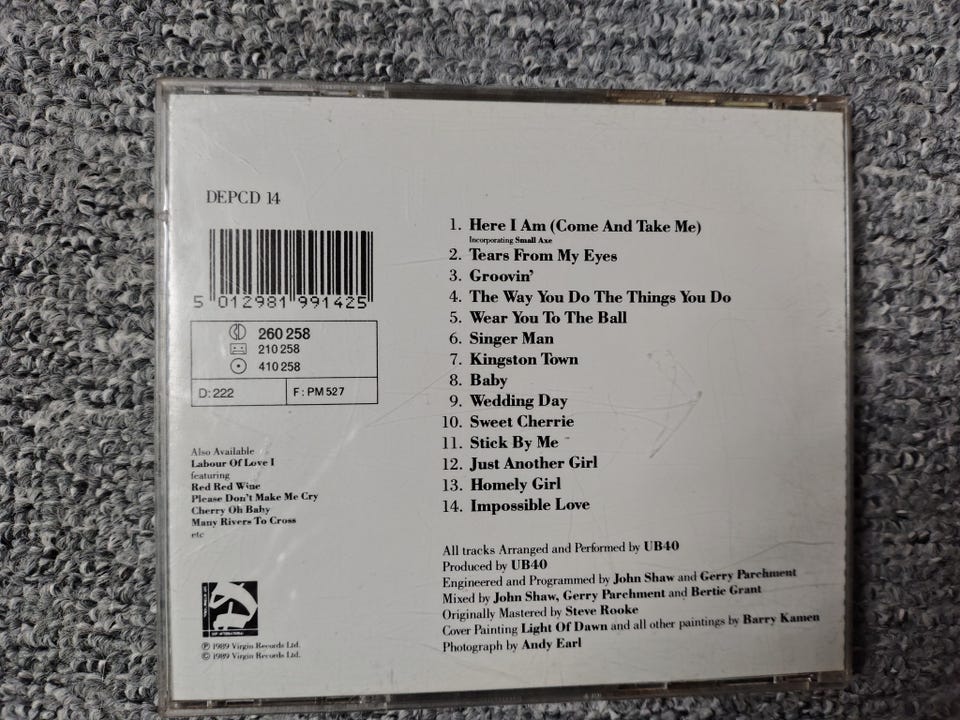 DEPCD 14
5 012981 991425
260 258
210 258
410 258
D: 222
F: PM 527
Also Available
Labour Of Love I
featuring
Red Red Wine
Please Don't Make Me Cry
Cherry Oh Baby
Many Rivers To Cross
etc
℗ 1989 Virgin Records Ltd.
© 1989 Virgin Records Ltd.
1. Here I Am (Come And Take Me)
Incorporating Small Axe
2. Tears From My Eyes
3. Groovin'
4. The Way You Do The Things You Do
5. Wear You To The Ball
6. Singer Man
7. Kingston Town
8. Baby
9. Wedding Day
10. Sweet Cherrie
11. Stick By Me
12. Just Another Girl
13. Homely Girl
14. Impossible Love
All tracks Arranged and Performed by UB40
Produced by UB40
Engineered and Programmed by John Shaw and Gerry Parchment
Mixed by John Shaw, Gerry Parchment and Bertie Grant
Originally Mastered by Steve Rooke
Cover Painting Light Of Dawn and all other paintings by Barry Kamen
Photograph by Andy Earl